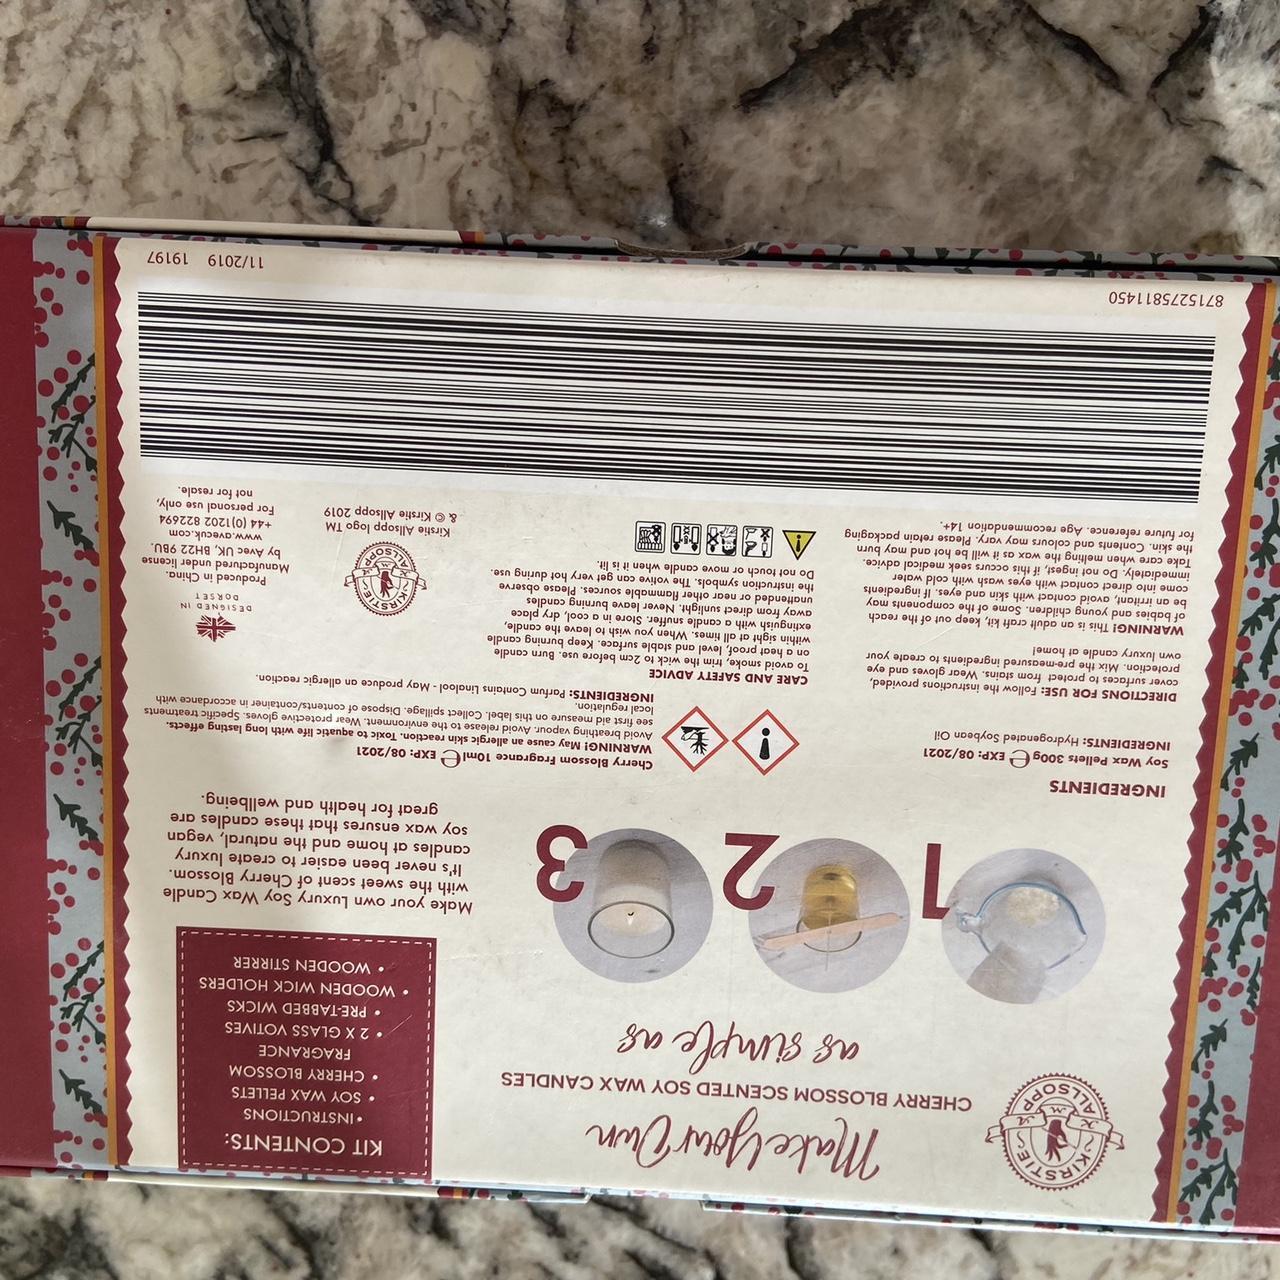 KIRSTIE'S
ALLSOPP
Make Your Own
CHERRY BLOSSOM SCENTED SOY WAX CANDLES
as simple as
1
2
3
KIT CONTENTS:
• INSTRUCTIONS
• SOY WAX PELLETS
• CHERRY BLOSSOM
FRAGRANCE
• 2 X GLASS VOTIVES
• PRE-TABBED WICKS
• WOODEN WICK HOLDERS
• WOODEN STIRRER
Make your own Luxury Soy Wax Candle
with the sweet scent of Cherry Blossom.
It's never been easier to create luxury
candles at home and the natural, vegan
soy wax ensures that these candles are
great for health and wellbeing.
INGREDIENTS
Soy Wax Pellets 300g ℮ EXP: 08/2021
INGREDIENTS: Hydrogenated Soybean Oil
DIRECTIONS FOR USE: Follow the instructions provided,
cover surfaces to protect from stains. Wear gloves and eye
protection. Mix the pre-measured ingredients to create your
own luxury candle at home!
WARNING! This is an adult craft kit, keep out of the reach
of babies and young children. Some of the components may
be an irritant, avoid contact with skin and eyes. If ingredients
come into direct contact with eyes wash with cold water
immediately. Do not ingest, if this occurs seek medical advice.
Take care when melting the wax as it will be hot and may burn
the skin. Contents and colours may vary. Please retain packaging
for future reference. Age recommendation 14+.
Cherry Blossom Fragrance 10ml ℮ EXP: 08/2021
WARNING! May cause an allergic skin reaction. Toxic to aquatic life with long lasting effects.
Avoid breathing vapour. Avoid release to the environment. Wear protective gloves. Specific treatments
see first aid measure on this label. Collect spillage. Dispose of contents/container in accordance with
local regulation.
INGREDIENTS: Parfum Contains Linalool - May produce an allergic reaction.
CARE AND SAFETY ADVICE
To avoid smoke, trim the wick to 2cm before use. Burn candle
on a heat proof, level and stable surface. Keep burning candle
within sight at all times. When you wish to leave the candle,
extinguish with a candle snuffer. Store in a cool, dry place
away from direct sunlight. Never leave burning candles
unattended or near other flammable sources. Please observe
the instruction symbols. The votive can get very hot during use.
Do not touch or move candle when it is lit.
KIRSTIE'S
ALLSOPP
Kirstie Allsopp logo TM
& © Kirstie Allsopp 2019
DESIGNED IN
DORSET
Produced in China.
Manufactured under license
by Avec UK, BH22 9BU.
www.avecuk.com
+44 (0)1202 822694
For personal use only,
not for resale.
8715275811450
11/2019 19197